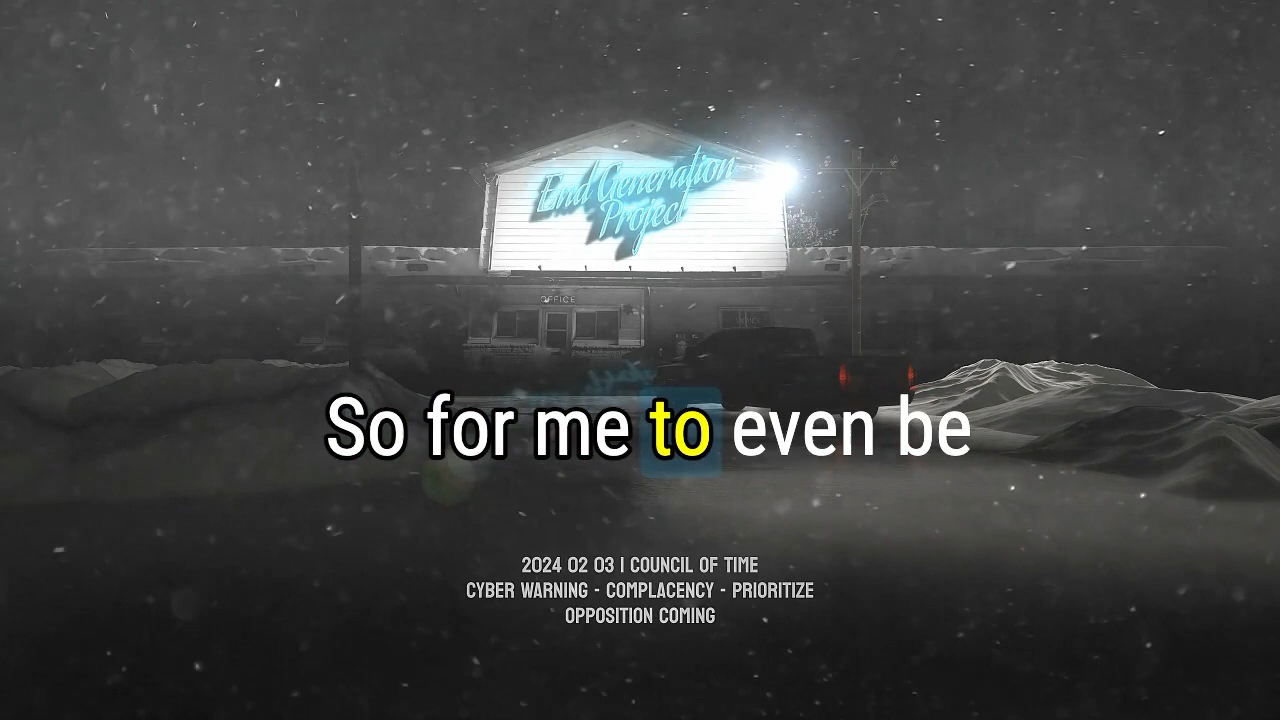 End Generation
Project
OFFICE
So for me to even be
2024 02 03 | COUNCIL OF TIME
CYBER WARNING - COMPLACENCY - PRIORITIZE
OPPOSITION COMING